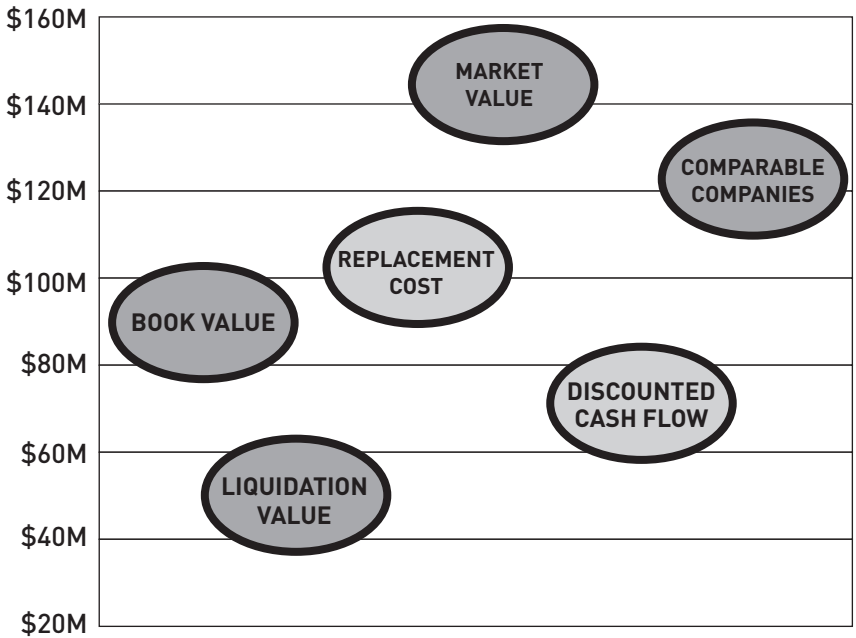 $160M
MARKET
VALUE
$140M
COMPARABLE
COMPANIES
$120M
REPLACEMENT
COST
$100M
BOOK VALUE
$80M
DISCOUNTED
CASH FLOW
$60M
LIQUIDATION
VALUE
$40M
$20M